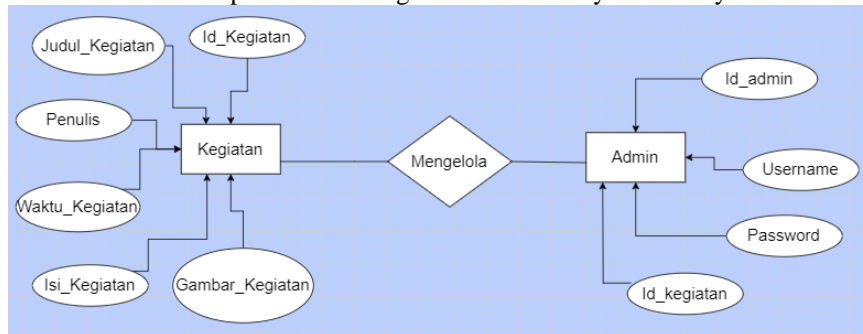 Judul_Kegiatan
Id_Kegiatan
Id_admin
Penulis
Kegiatan
Mengelola
Admin
Username
Waktu_Kegiatan
Password
Isi_Kegiatan
Gambar_Kegiatan
Id_kegiatan